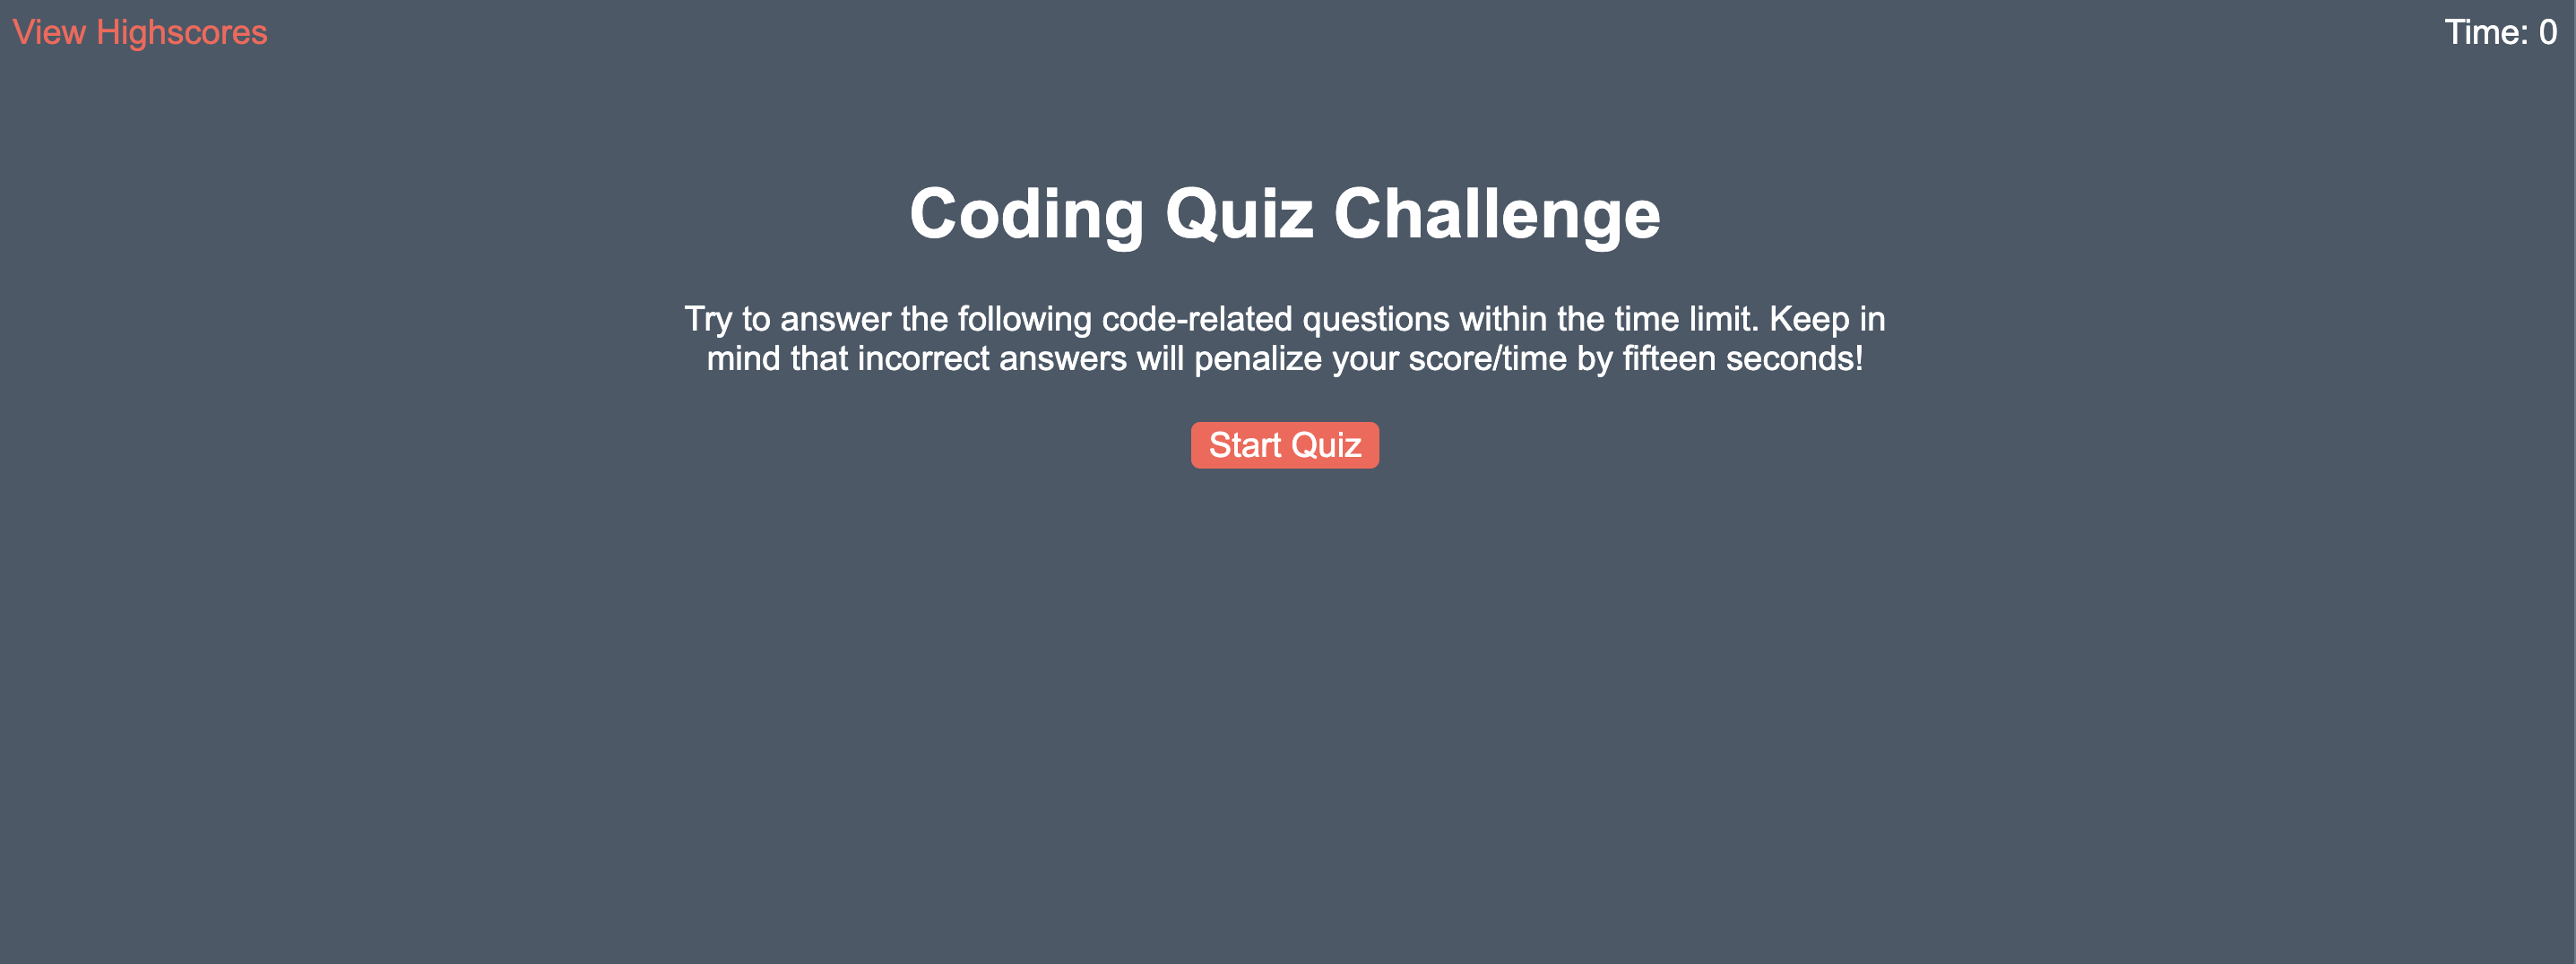 View Highscores
Time: 0
Coding Quiz Challenge
Try to answer the following code-related questions within the time limit. Keep in
mind that incorrect answers will penalize your score/time by fifteen seconds!
Start Quiz